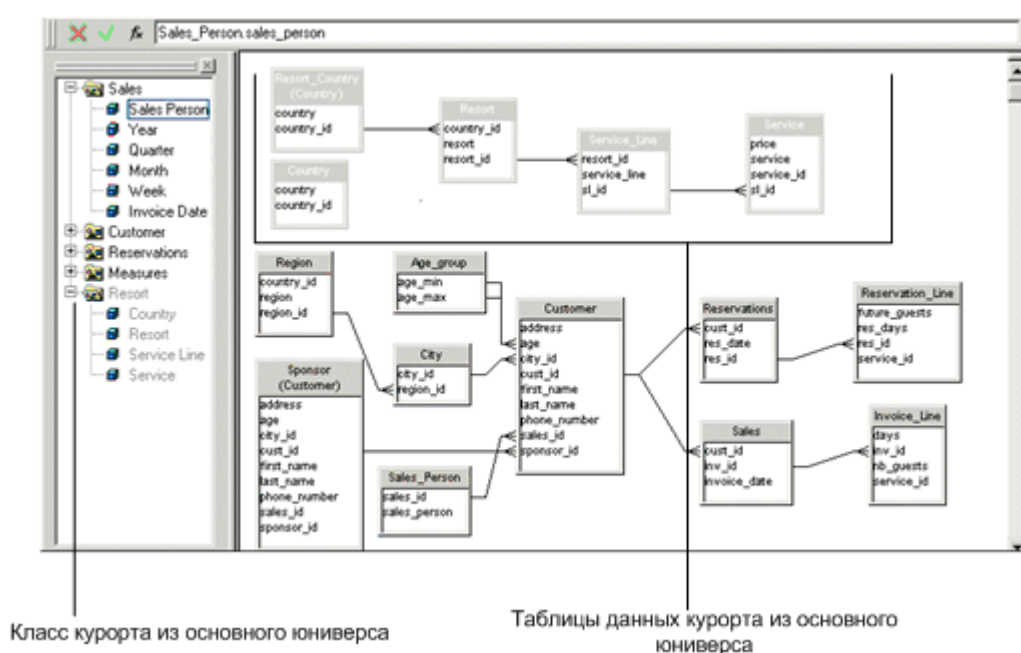 Sales_Person.sales_person
Sales
Sales Person
Year
Quarter
Month
Week
Invoice Date
Customer
Reservations
Measures
Resort
Country
Resort
Service Line
Service
Resort_Country
(Country)
country
country_id
Country
country
country_id
Resort
country_id
resort
resort_id
Service_Line
resort_id
service_line
sl_id
Service
price
service
service_id
sl_id
Region
country_id
region
region_id
Age_group
age_min
age_max
Customer
address
age
city_id
cust_id
first_name
last_name
phone_number
sales_id
sponsor_id
Reservations
cust_id
res_date
res_id
Reservation_Line
future_guests
res_days
res_id
service_id
City
city_id
region_id
Sponsor
(Customer)
address
age
city_id
cust_id
first_name
last_name
phone_number
sales_id
sponsor_id
Sales_Person
sales_id
sales_person
Sales
cust_id
inv_id
invoice_date
Invoice_Line
days
inv_id
nb_guests
service_id
Класс курорта из основного юниверса
Таблицы данных курорта из основного
юниверса